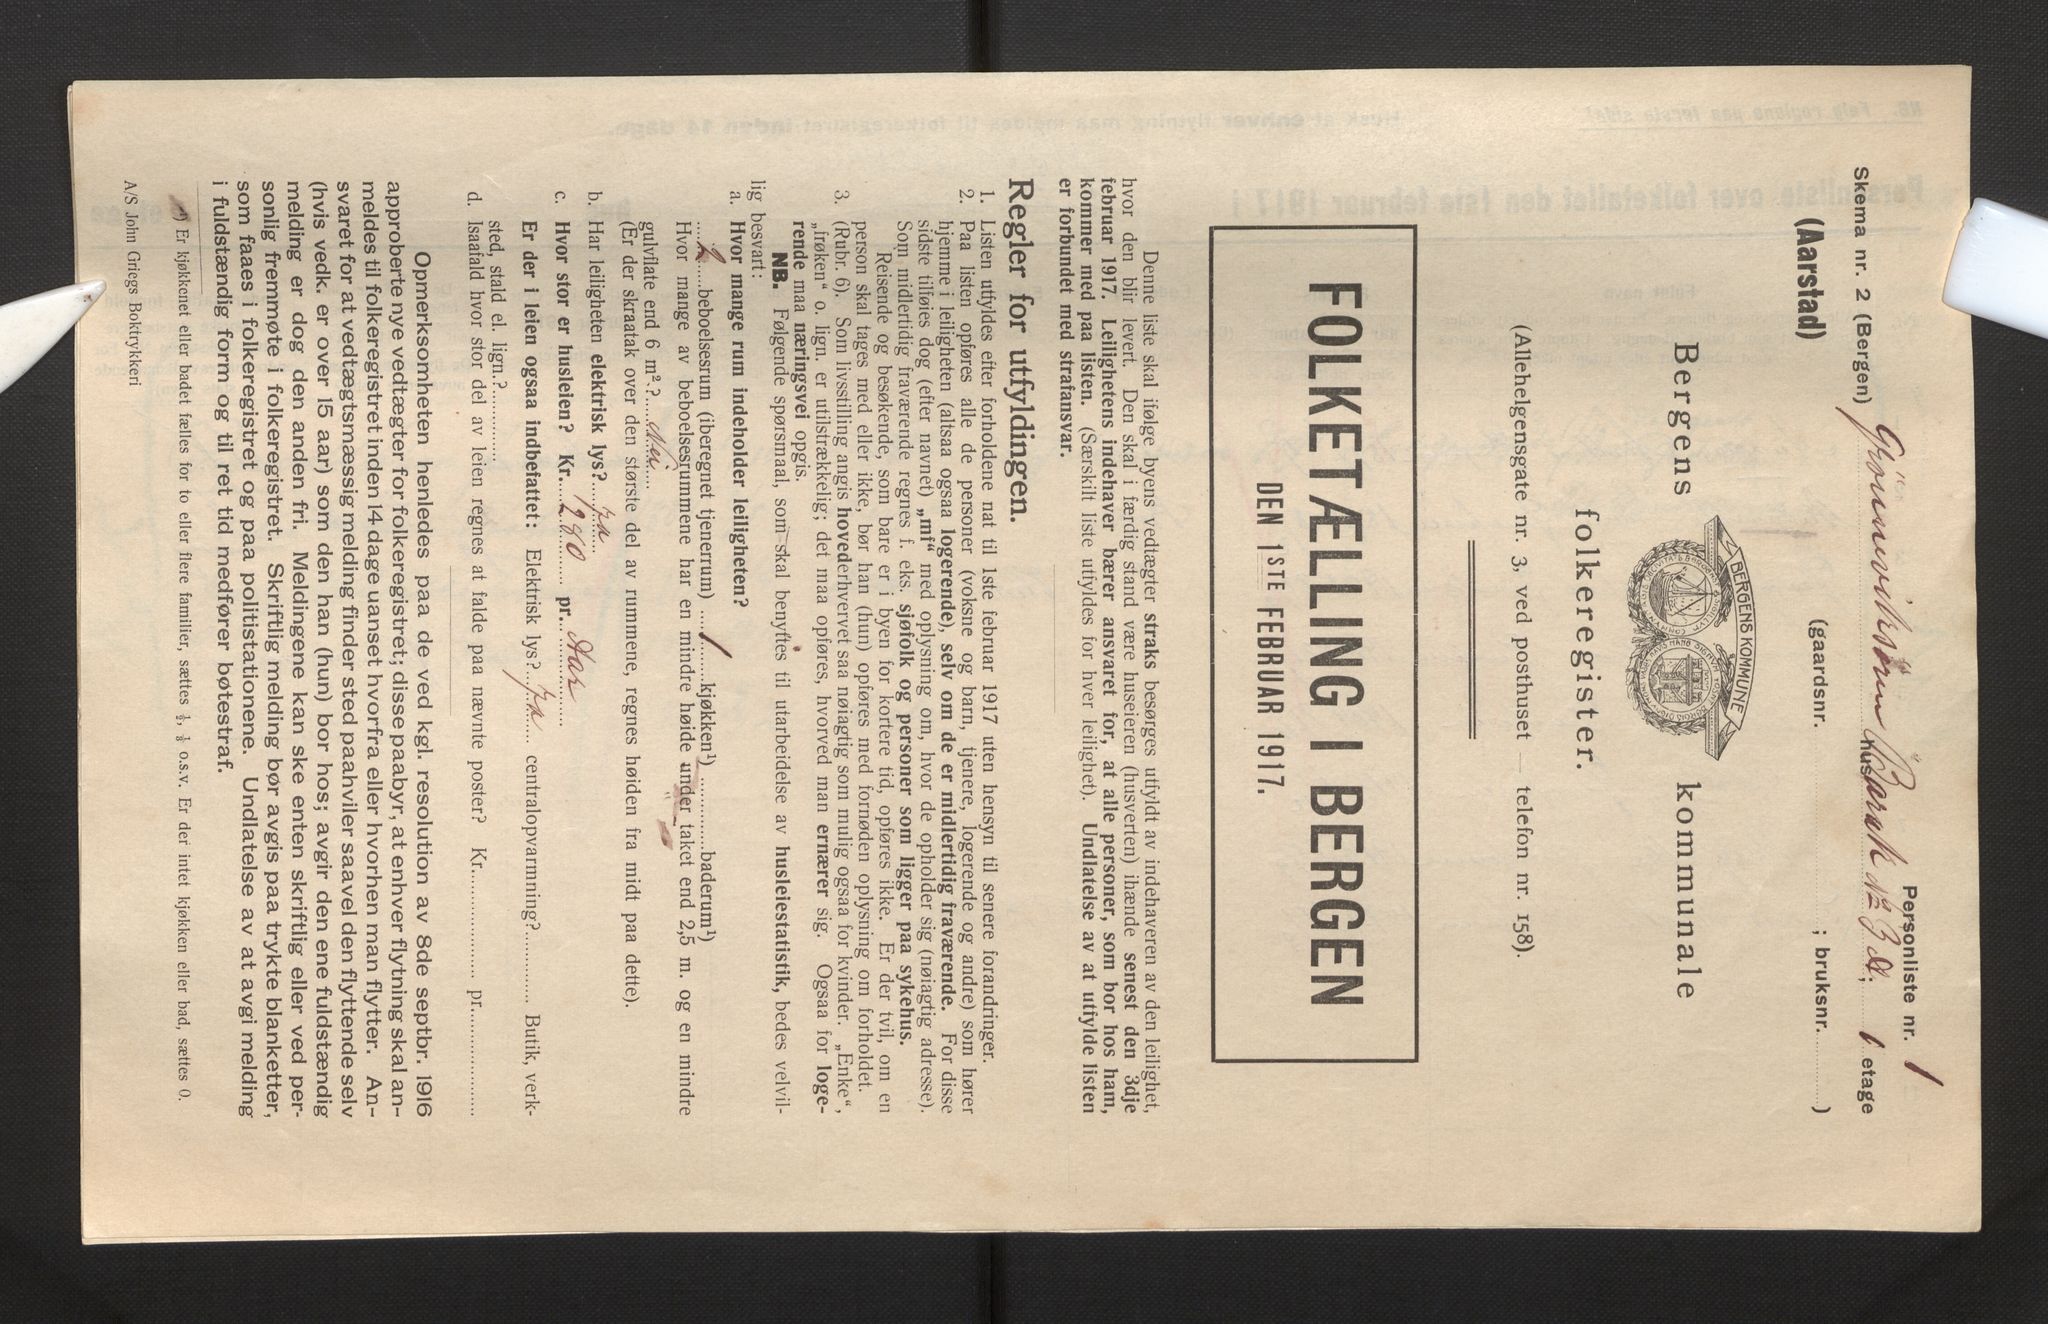 Personliste nr. 1
Skema nr. 2 (Bergen) hus Barak No 3 A; 1. etage
(Aarstad) (gaardsnr. ; bruksnr. )
BERGENS KOMMUNE
Bergens kommunale
folkeregister.
(Allehelgensgate nr. 3, ved posthuset — telefon nr. 158).
FOLKETÆLLING I BERGEN
DEN 1STE FEBRUAR 1917.
Denne liste skal ifølge byens vedtægter straks besørges utfyldt av indehaveren av den leilighet,
hvor den blir levert. Den skal i færdig stand være huseieren (husverten) ihænde senest den 3dje
februar 1917. Leilighetens indehaver bærer ansvaret for, at alle personer, som bor hos ham,
kommer med paa listen. (Særskilt liste utfyldes for hver leilighet). Undlatelse av at utfylde listen
er forbundet med strafansvar.
Regler for utfyldingen.
1. Listen utfyldes efter forholdene nat til 1ste februar 1917 uten hensyn til senere forandringer.
2. Paa listen opføres alle de personer (voksne og barn, tjenere, logerende og andre) som hører
hjemme i leiligheten (altsaa ogsaa logerende), selv om de er midlertidig fraværende. For disse
sidste tilføies dog (efter navnet) „mf“ med oplysning om, hvor de opholder sig (nøiagtig adresse).
Som midlertidig fraværende regnes f. eks. sjøfolk og personer som ligger paa sykehus.
Reisende og besøkende, som bare er i byen for kortere tid, opføres ikke. Er der tvil, om en
person skal tages med eller ikke, bør han (hun) opføres med fornøden oplysning om forholdet.
3. (Rubr. 6). Som livsstilling angis hovederhvervet saa nøiagtig som mulig ogsaa for kvinder. „Enke“,
„frøken“ o. lign. er utilstrækkelig; det maa opføres, hvorved man ernærer sig. Ogsaa for loge-
rende maa næringsvei opgis.
NB. Følgende spørsmaal, som skal benyttes til utarbeidelse av husleiestatistik, bedes velvil-
lig besvart:
a. Hvor mange rum indeholder leiligheten?
2 beboelsesrum (iberegnet tjenerrum) 1 kjøkken¹) baderum¹)
Hvor mange av beboelsesrummene har en mindre høide under taket end 2,5 m. og en mindre
gulvflate end 6 m².? Nei
(Er der skraatak over den største del av rummene, regnes høiden fra midt paa dette).
b. Har leiligheten elektrisk lys? Ja
c. Hvor stor er husleien? Kr. 280 pr. Aar
Er der i leien ogsaa indbefattet: Elektrisk lys? Ja centralopvarmning? Butik, verk-
sted, stald el. lign.?
d. Isaafald hvor stor del av leien regnes at falde paa nævnte poster? Kr. pr.
Opmerksomheten henledes paa de ved kgl. resolution av 8de septbr. 1916
approberte nye vedtægter for folkeregistret; disse paabyr, at enhver flytning skal an-
meldes til folkeregistret inden 14 dage uanset hvorfra eller hvorhen man flytter. An-
svaret for at vedtægtsmæssig melding finder sted paahviler saavel den flyttende selv
(hvis vedk. er over 15 aar) som den han (hun) bor hos; avgir den ene fuldstændig
melding er dog den anden fri. Meldingene kan ske enten skriftlig eller ved per-
sonlig fremmøte i folkeregistret. Skriftlig melding bør avgis paa trykte blanketter,
som faaes i folkeregistret og paa politistationene. Undlatelse av at avgi melding
i fuldstændig form og til ret tid medfører bøtestraf.
¹) Er kjøkkenet eller badet fælles for to eller flere familier, sættes ½, ⅓ o.s.v. Er der intet kjøkken eller bad, sættes 0.
A/S John Griegs Boktrykkeri